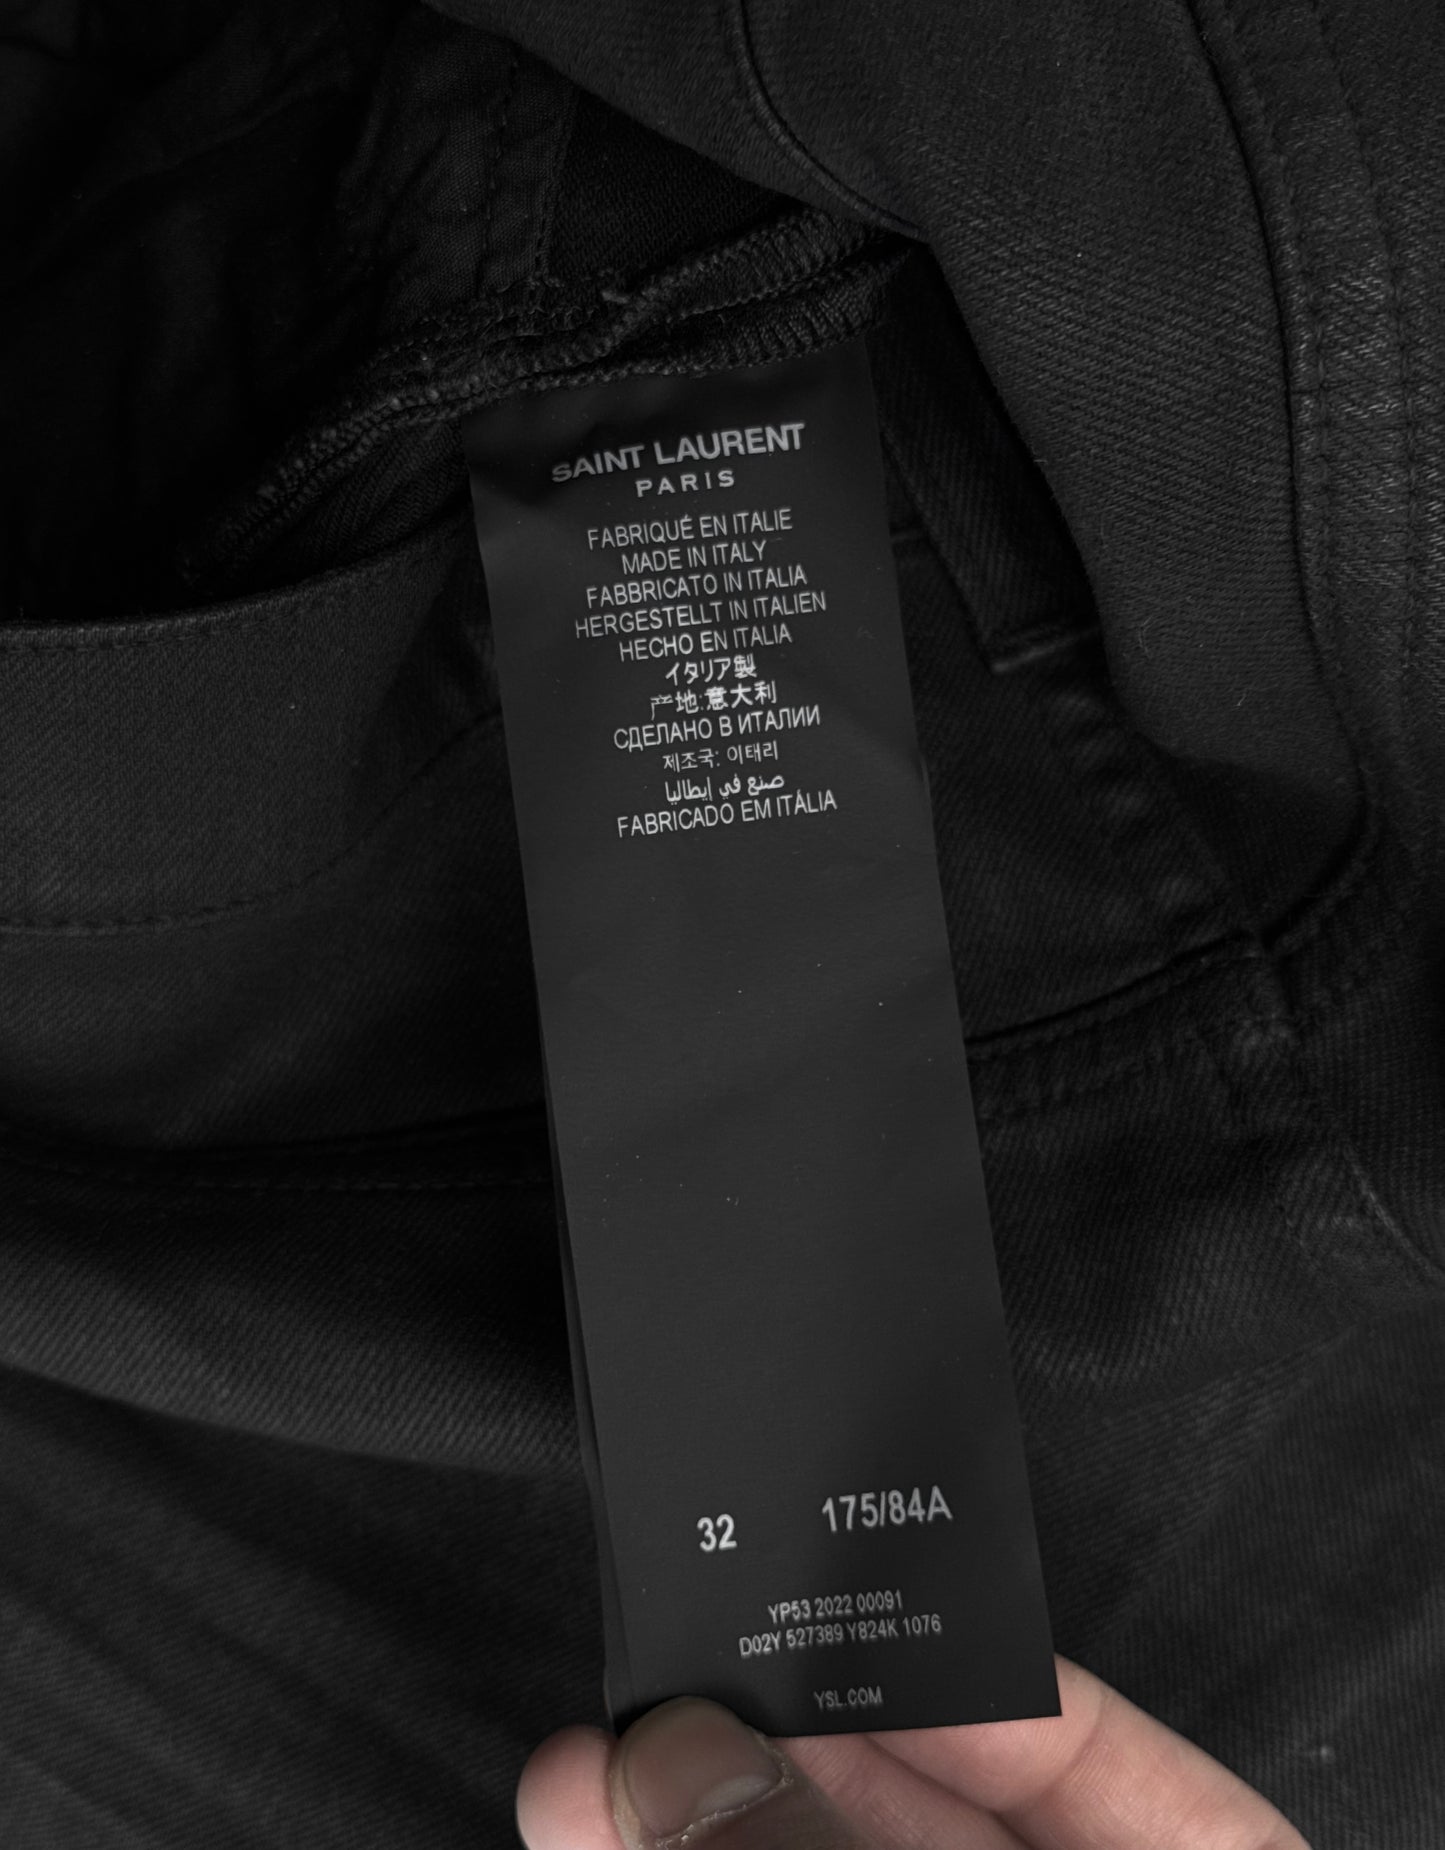 SAINT LAURENT
PARIS
FABRIQUÉ EN ITALIE
MADE IN ITALY
FABBRICATO IN ITALIA
HERGESTELLT IN ITALIEN
HECHO EN ITALIA
イタリア製
产地:意大利
СДЕЛАНО В ИТАЛИИ
제조국: 이태리
صنع في إيطاليا
FABRICADO EM ITÁLIA
32 175/84A
YP53 2022 00091
D02Y 527389 Y824K 1076
YSL.COM